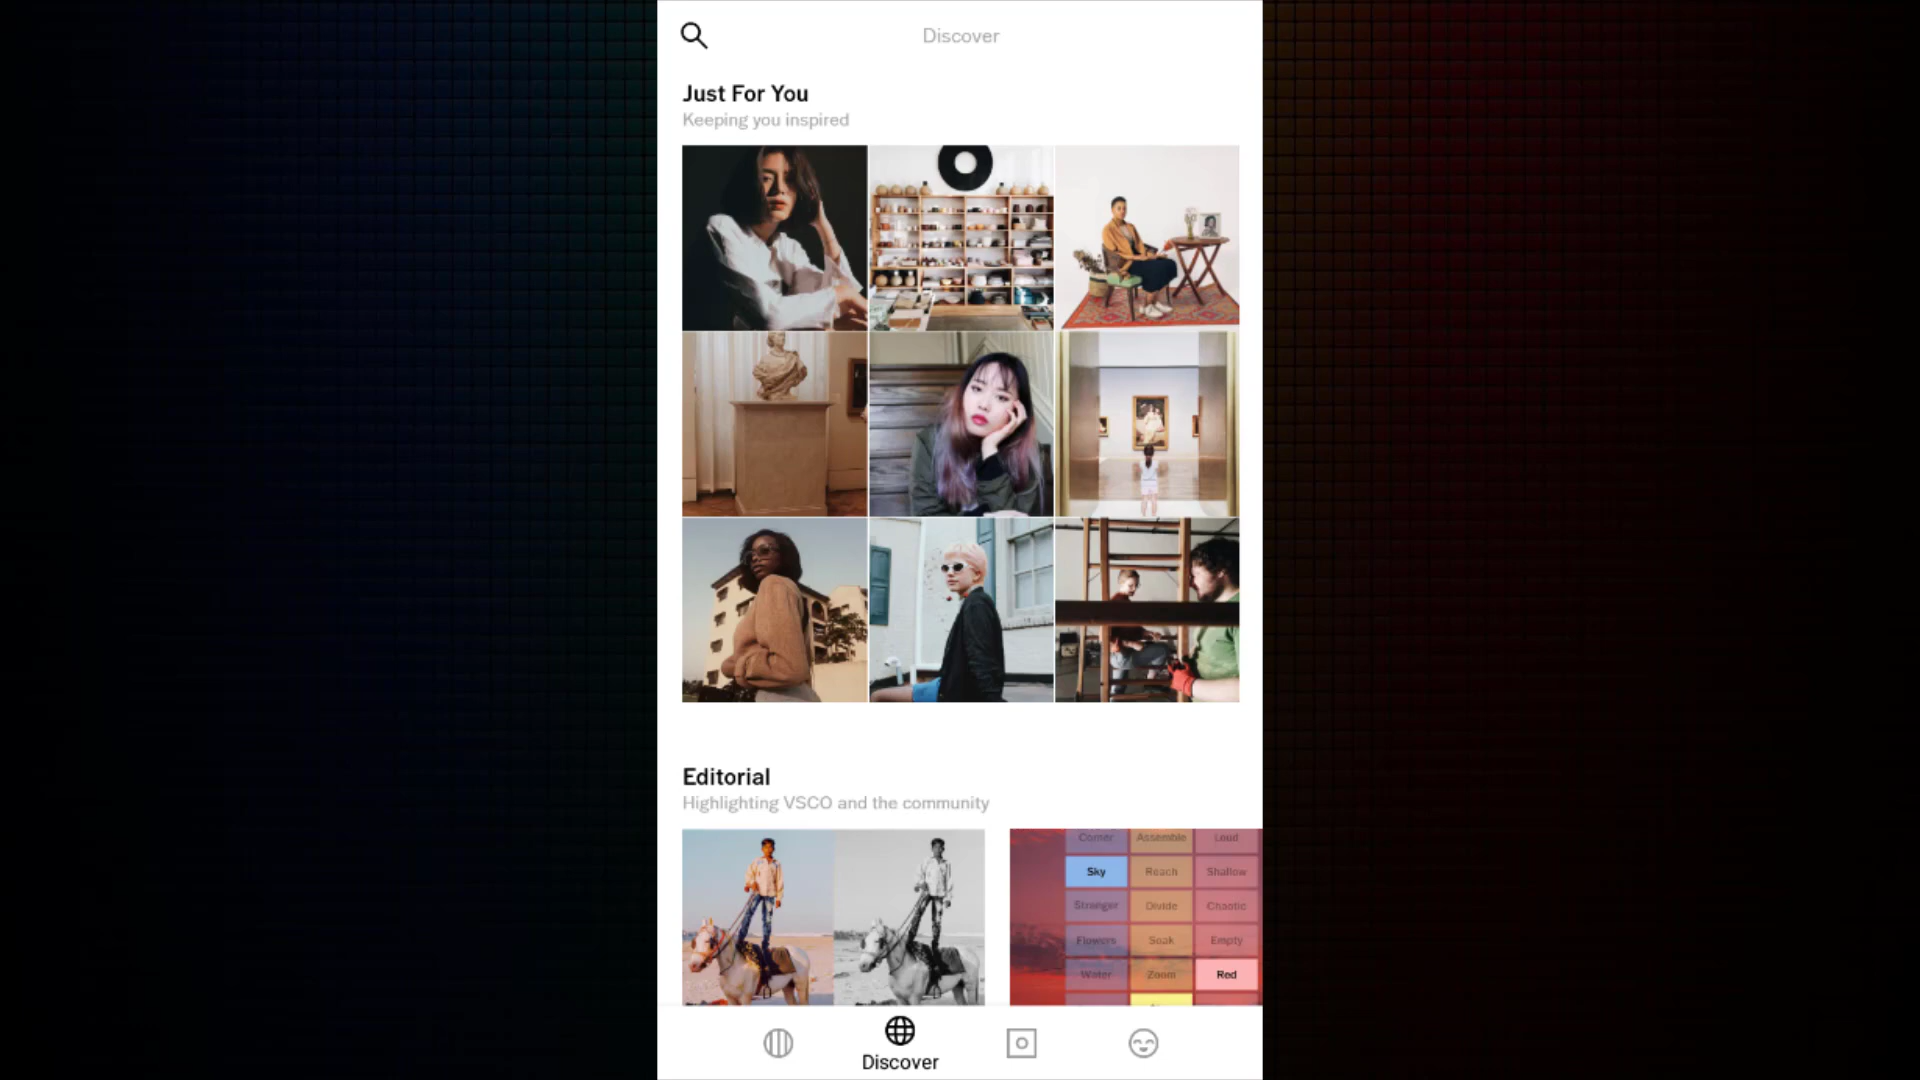 Discover
Just For You
Keeping you inspired
Editorial
Highlighting VSCO and the community
Corner Assemble Loud
Sky Reach Shallow
Stranger Divide Chaotic
Flowers Soak Empty
Water Zoom Red
Discover